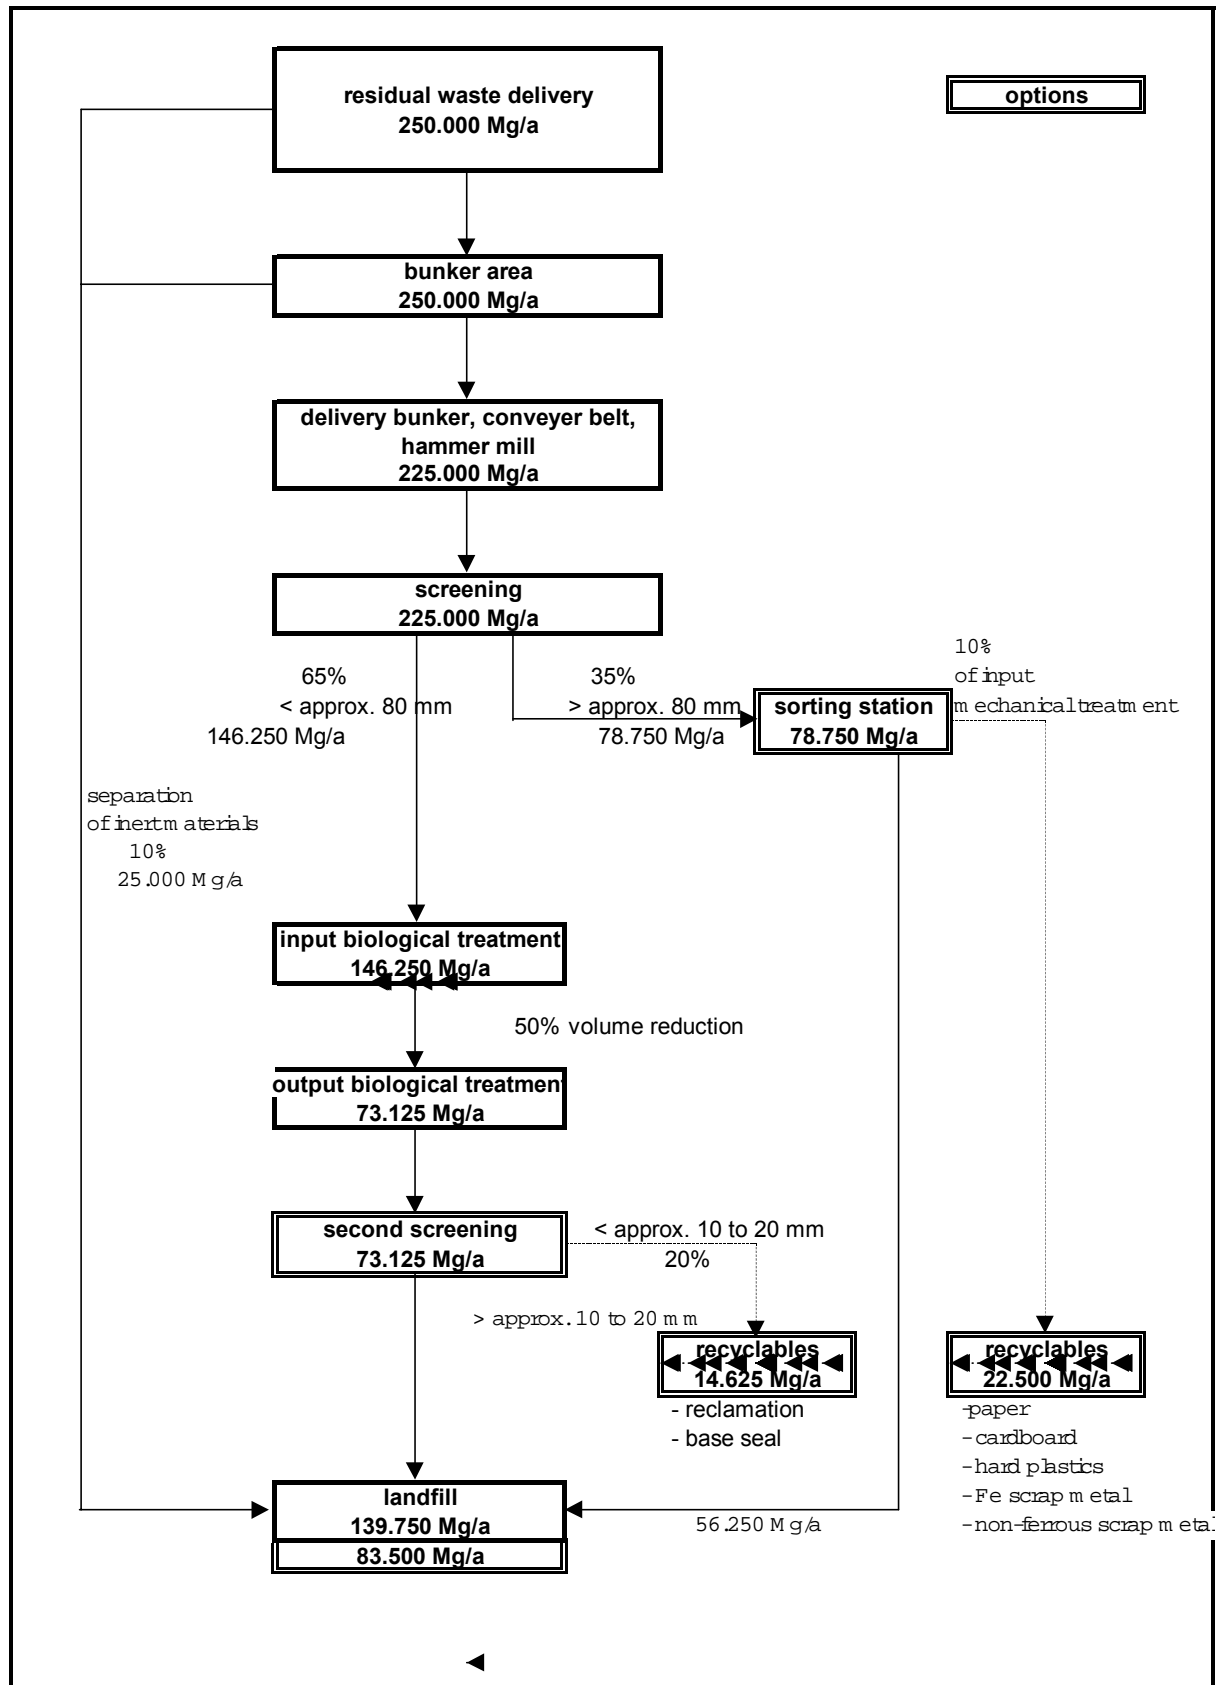 residual waste delivery
250.000 Mg/a
options
bunker area
250.000 Mg/a
delivery bunker, conveyer belt,
hammer mill
225.000 Mg/a
screening
225.000 Mg/a
65%
< approx. 80 mm
146.250 Mg/a
35%
> approx. 80 mm
78.750 Mg/a
sorting station
78.750 Mg/a
10%
of input
mechanical treatment
separation
of inert materials
10%
25.000 Mg/a
input biological treatment
146.250 Mg/a
50% volume reduction
output biological treatment
73.125 Mg/a
second screening
73.125 Mg/a
< approx. 10 to 20 mm
20%
> approx. 10 to 20 mm
recyclables
14.625 Mg/a
- reclamation
- base seal
recyclables
22.500 Mg/a
-paper
- cardboard
- hard plastics
- Fe scrap metal
- non-ferrous scrap metal
landfill
139.750 Mg/a
83.500 Mg/a
56.250 Mg/a